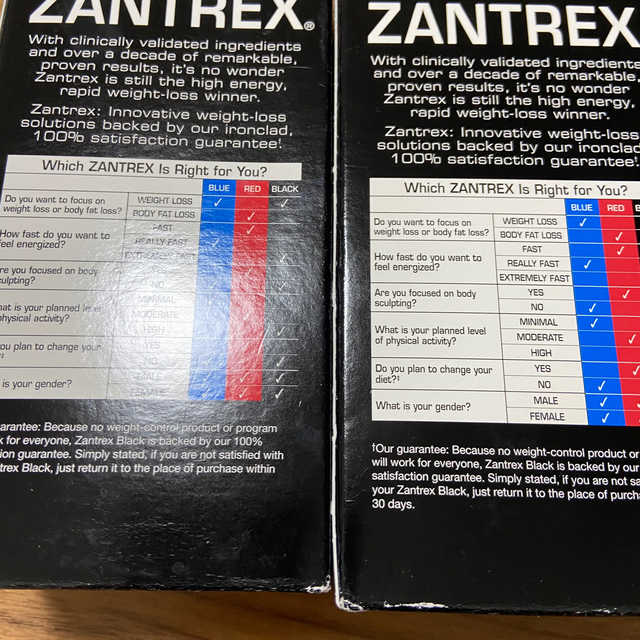 ZANTREX®
With clinically validated ingredients
and over a decade of remarkable,
proven results, it's no wonder
Zantrex is still the high energy,
rapid weight-loss winner.
Zantrex: Innovative weight-loss
solutions backed by our ironclad,
100% satisfaction guarantee†.
Which ZANTREX Is Right for You?
BLUE RED BLACK
Do you want to focus on
weight loss or body fat loss?
WEIGHT LOSS ✓ ✓
BODY FAT LOSS ✓
How fast do you want to
feel energized?
FAST ✓
REALLY FAST
EXTREMELY FAST
Are you focused on body
sculpting?
NO
What is your planned level
physical activity?
MINIMAL
MODERATE
HIGH
you plan to change your
YES
NO
is your gender?
MALE
FEMALE
arantee: Because no weight-control product or program
k for everyone, Zantrex Black is backed by our 100%
ion guarantee. Simply stated, if you are not satisfied with
trex Black, just return it to the place of purchase within
ZANTREX
With clinically validated ingredients
and over a decade of remarkable,
proven results, it's no wonder
Zantrex is still the high energy,
rapid weight-loss winner.
Zantrex: Innovative weight-loss
solutions backed by our ironclad
100% satisfaction guarantee†.
Which ZANTREX Is Right for You?
BLUE RED B
Do you want to focus on
weight loss or body fat loss?
WEIGHT LOSS ✓
BODY FAT LOSS ✓
How fast do you want to
feel energized?
FAST ✓
REALLY FAST ✓
EXTREMELY FAST
Are you focused on body
sculpting?
YES ✓
NO ✓
What is your planned level
of physical activity?
MINIMAL ✓
MODERATE ✓
HIGH
Do you plan to change your
diet?‡
YES ✓
NO ✓
What is your gender?
MALE ✓ ✓
FEMALE ✓ ✓
†Our guarantee: Because no weight-control product or
will work for everyone, Zantrex Black is backed by our
satisfaction guarantee. Simply stated, if you are not sa
your Zantrex Black, just return it to the place of purch
30 days.